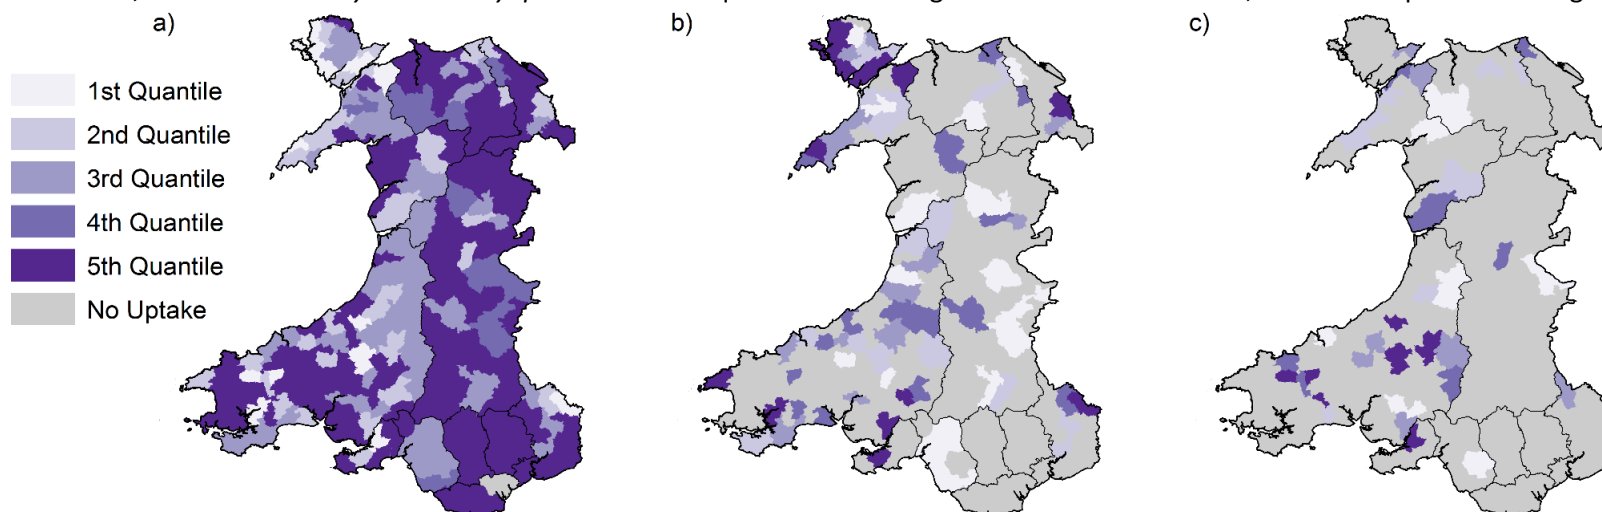 a)
b)
c)
1st Quantile
2nd Quantile
3rd Quantile
4th Quantile
5th Quantile
No Uptake